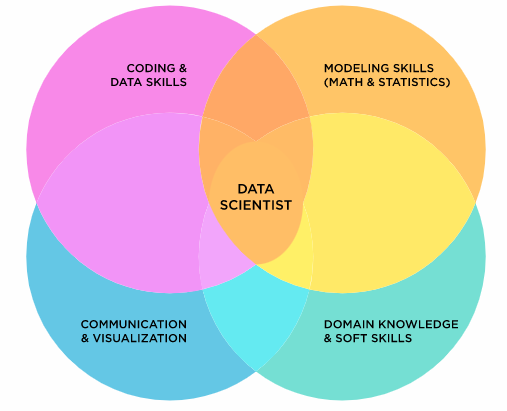 CODING &
DATA SKILLS
MODELING SKILLS
(MATH & STATISTICS)
DATA
SCIENTIST
COMMUNICATION
& VISUALIZATION
DOMAIN KNOWLEDGE
& SOFT SKILLS